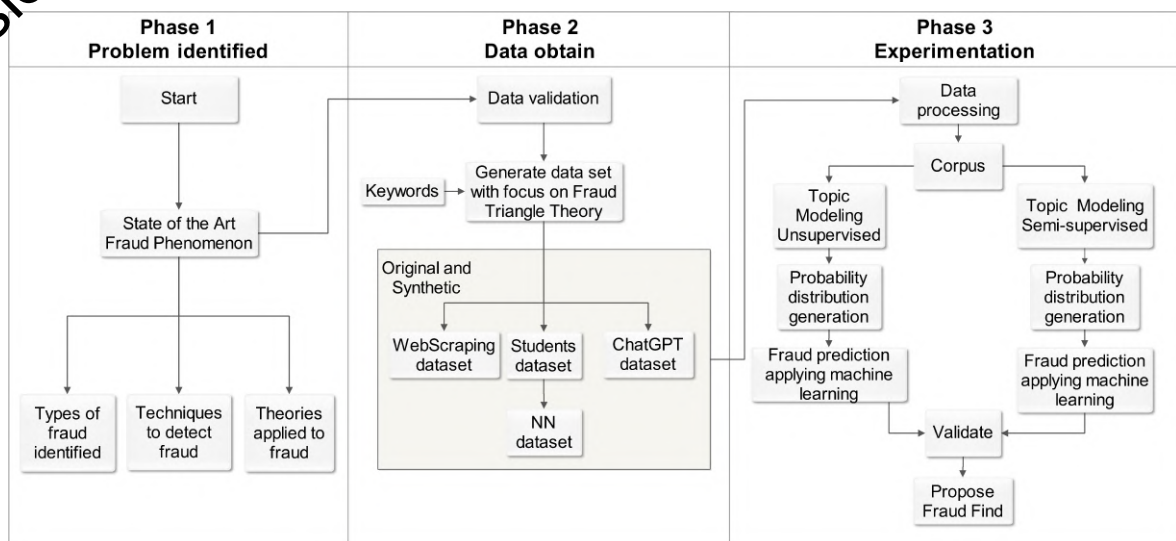 Phase 1
Problem identified
Start
State of the Art
Fraud Phenomenon
Types of
fraud
identified
Techniques
to detect
fraud
Theories
applied to
fraud
Phase 2
Data obtain
Data validation
Keywords
Generate data set
with focus on Fraud
Triangle Theory
Original and
Synthetic
WebScraping
dataset
Students
dataset
ChatGPT
dataset
NN
dataset
Phase 3
Experimentation
Data
processing
Corpus
Topic
Modeling
Unsupervised
Topic Modeling
Semi-supervised
Probability
distribution
generation
Probability
distribution
generation
Fraud prediction
applying machine
learning
Fraud prediction
applying machine
learning
Validate
Propose
Fraud Find